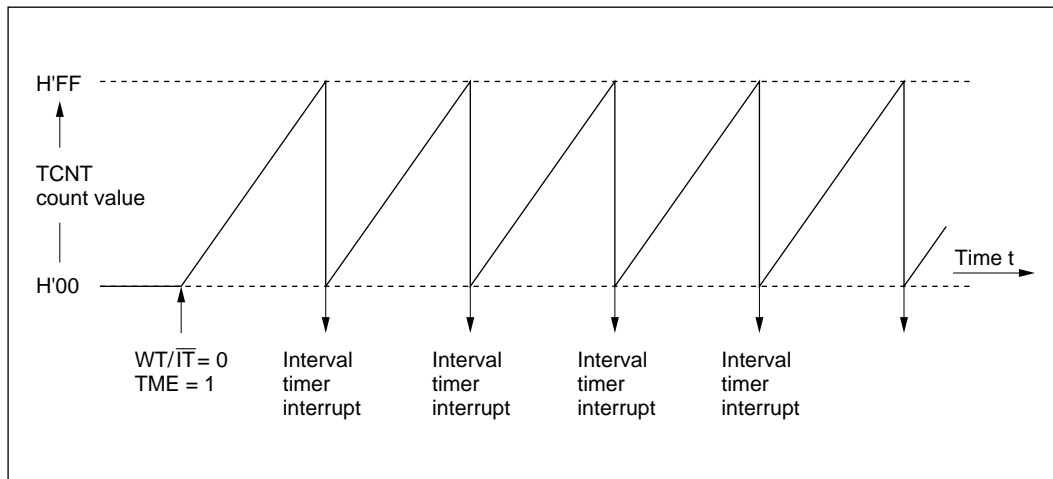 H'FF
TCNT
count value
H'00
Time t
WT/I̅T̅ = 0
TME = 1
Interval
timer
interrupt
Interval
timer
interrupt
Interval
timer
interrupt
Interval
timer
interrupt